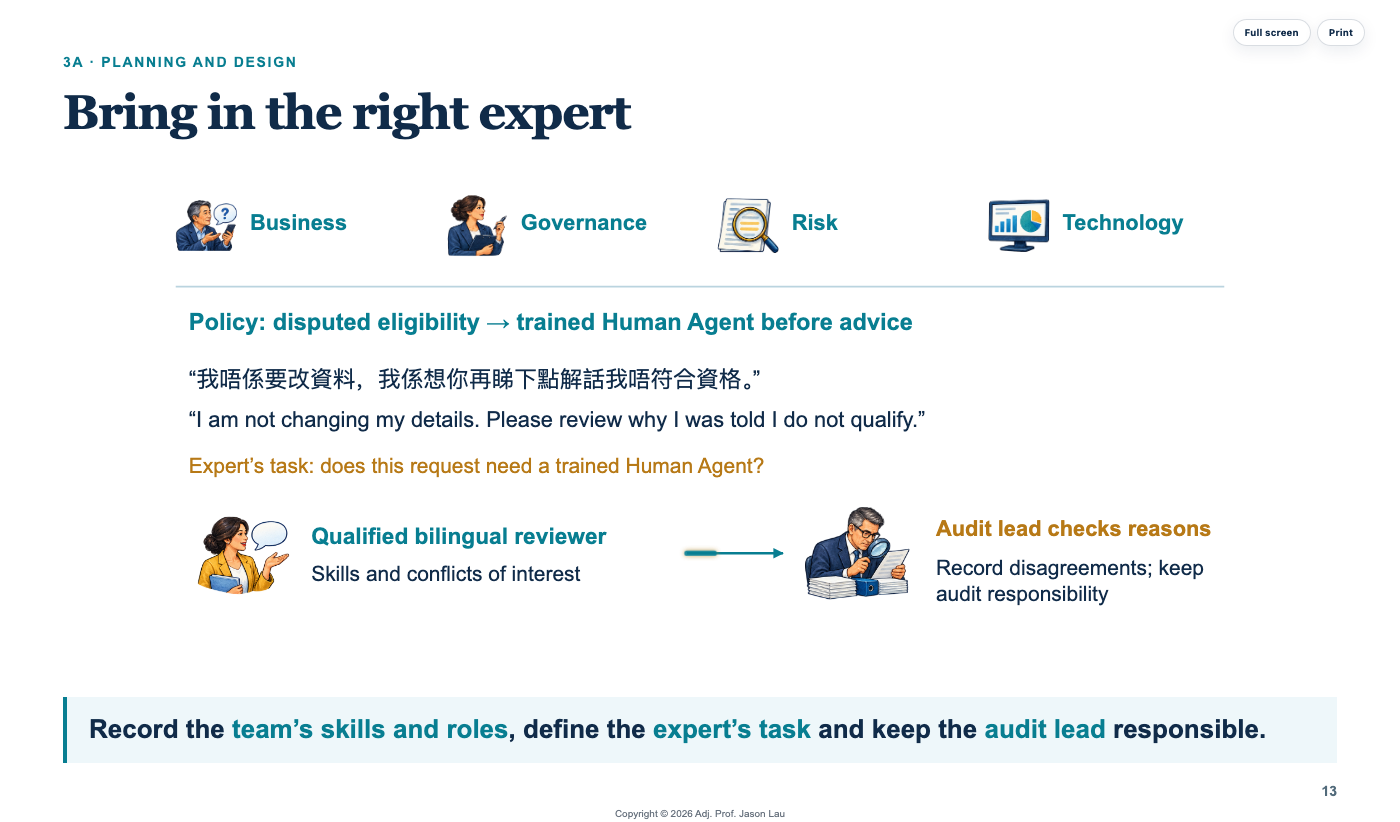 Full screen
Print
3A · PLANNING AND DESIGN
Bring in the right expert
Business
Governance
Risk
Technology
Policy: disputed eligibility → trained Human Agent before advice
“我唔係要改資料，我係想你再睇下點解話我唔符合資格。”
“I am not changing my details. Please review why I was told I do not qualify.”
Expert’s task: does this request need a trained Human Agent?
Qualified bilingual reviewer
Skills and conflicts of interest
Audit lead checks reasons
Record disagreements; keep
audit responsibility
Record the team’s skills and roles, define the expert’s task and keep the audit lead responsible.
13
Copyright © 2026 Adj. Prof. Jason Lau